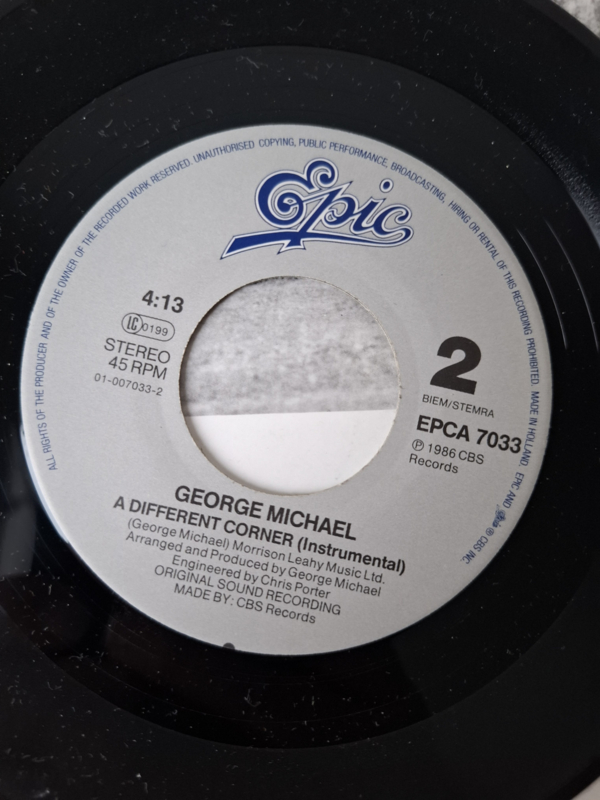 ALL RIGHTS OF THE PRODUCER AND OF THE OWNER OF THE RECORDED WORK RESERVED. UNAUTHORISED COPYING, PUBLIC PERFORMANCE, BROADCASTING, HIRING OR RENTAL OF THIS RECORDING PROHIBITED. MADE IN HOLLAND. EPIC AND Epic ® CBS INC.
Epic
4:13
LC 0199
STEREO
45 RPM
01-007033-2
2
BIEM/STEMRA
EPCA 7033
℗ 1986 CBS
Records
GEORGE MICHAEL
A DIFFERENT CORNER (Instrumental)
(George Michael) Morrison Leahy Music Ltd.
Arranged and Produced by George Michael
Engineered by Chris Porter
ORIGINAL SOUND RECORDING
MADE BY: CBS Records